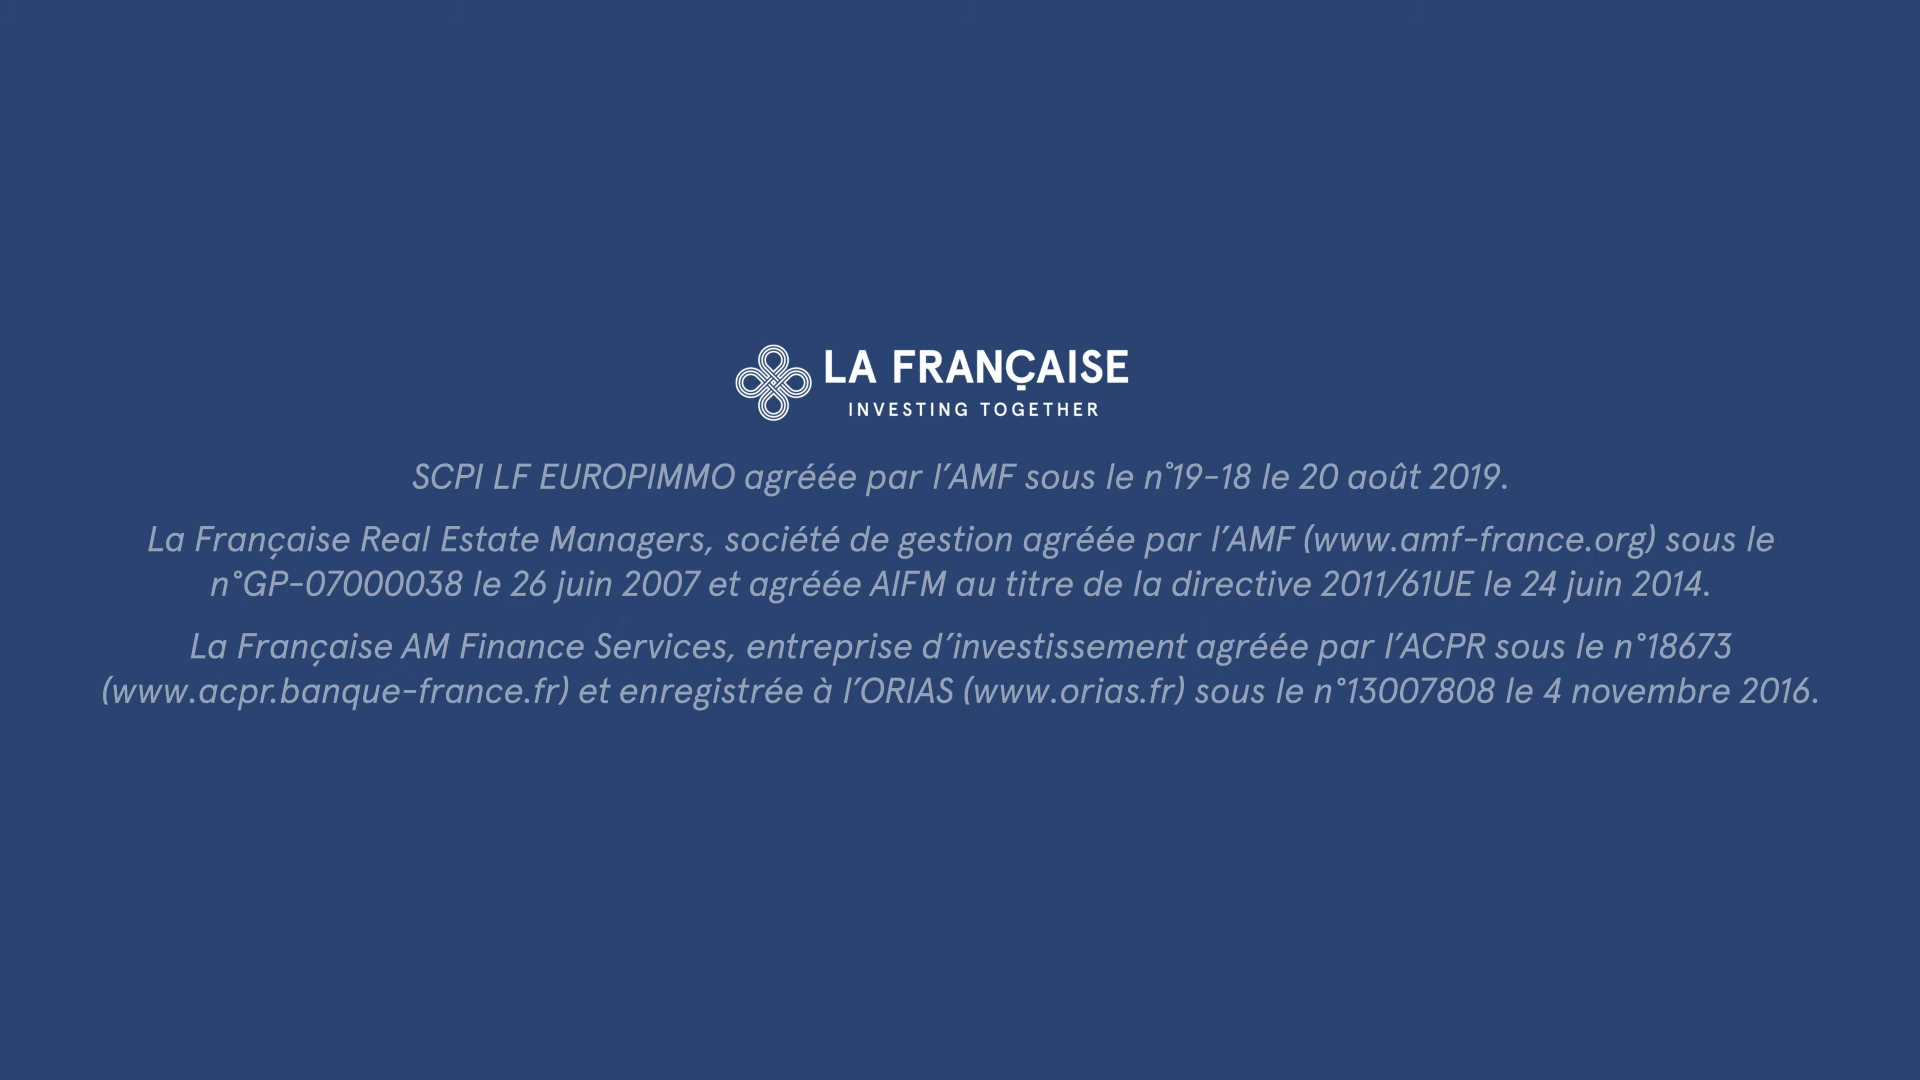 LA FRANÇAISE
INVESTING TOGETHER
SCPI LF EUROPIMMO agréée par l’AMF sous le n°19-18 le 20 août 2019.
La Française Real Estate Managers, société de gestion agréée par l’AMF (www.amf-france.org) sous le
n°GP-07000038 le 26 juin 2007 et agréée AIFM au titre de la directive 2011/61UE le 24 juin 2014.
La Française AM Finance Services, entreprise d’investissement agréée par l’ACPR sous le n°18673
(www.acpr.banque-france.fr) et enregistrée à l’ORIAS (www.orias.fr) sous le n°13007808 le 4 novembre 2016.